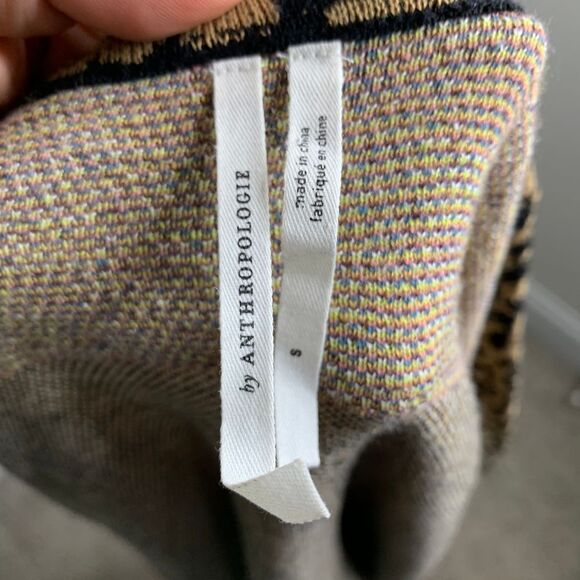 by ANTHROPOLOGIE
made in china
fabriqué en chine
S